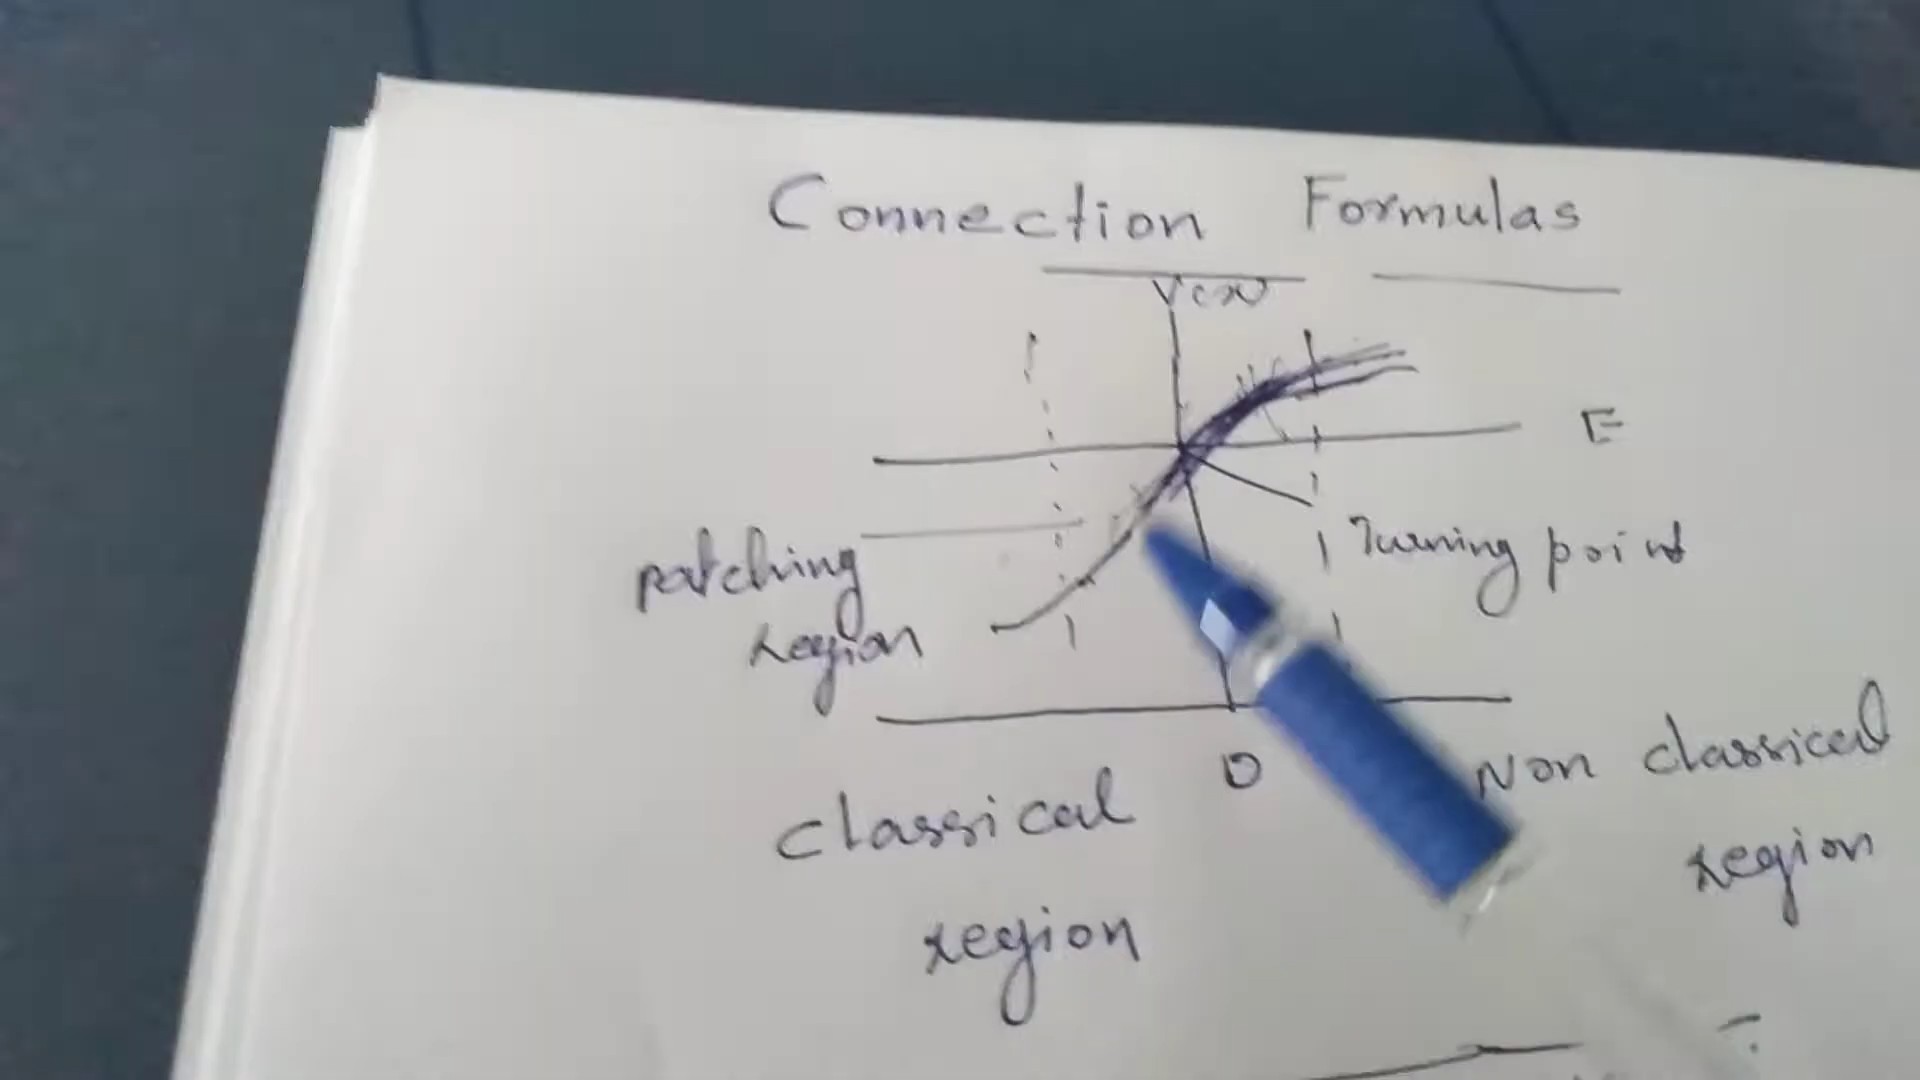 Connection Formulas
V(x)
E
Turning point
patching
region
0
Non classical
region
classical
region